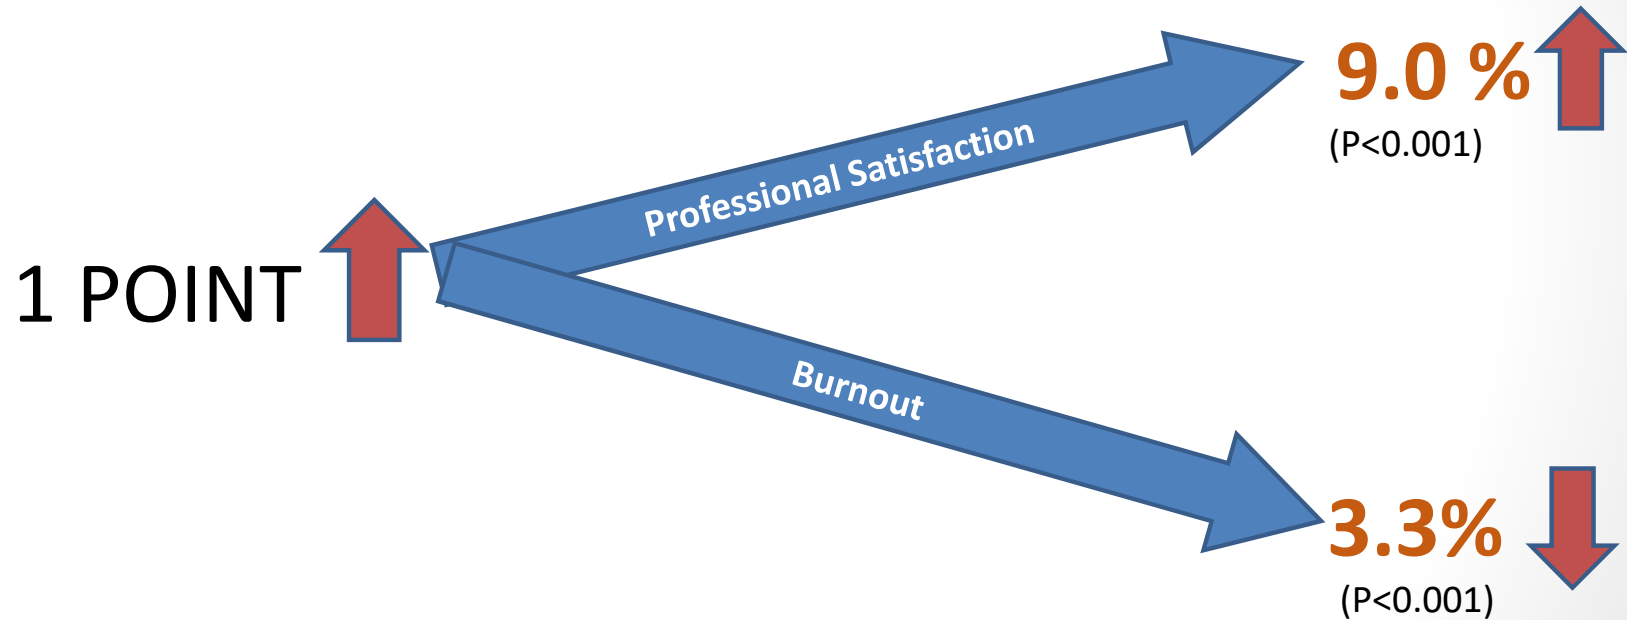 9.0 %
(P<0.001)
Professional Satisfaction
1 POINT
Burnout
3.3%
(P<0.001)